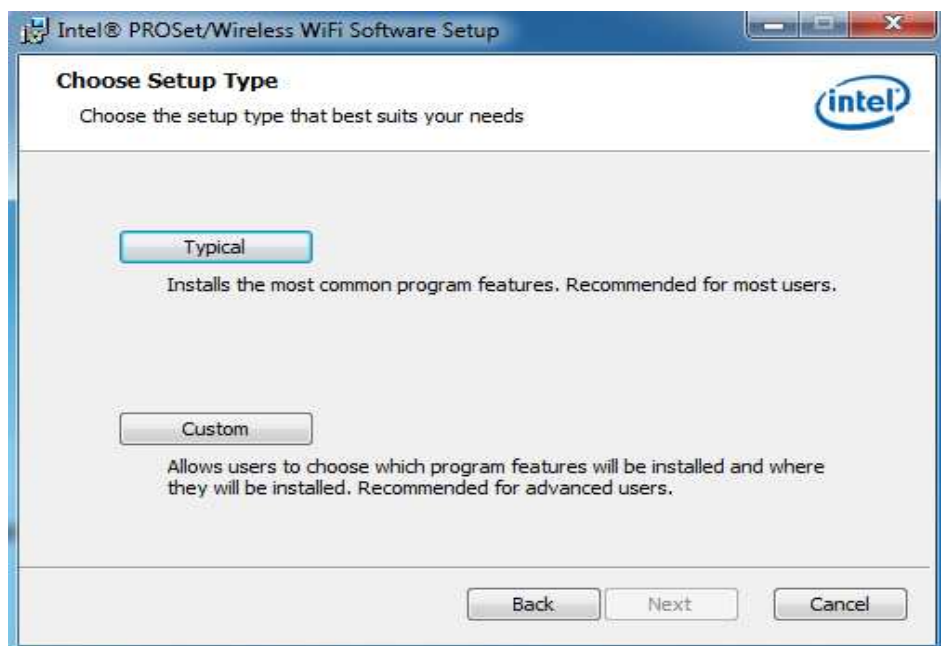 Intel® PROSet/Wireless WiFi Software Setup
Choose Setup Type
Choose the setup type that best suits your needs
intel
Typical
Installs the most common program features. Recommended for most users.
Custom
Allows users to choose which program features will be installed and where
they will be installed. Recommended for advanced users.
Back Next Cancel